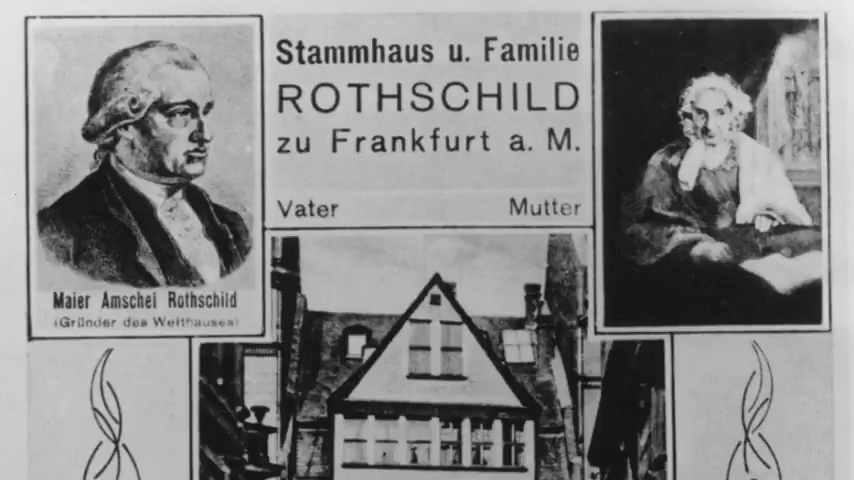 Stammhaus u. Familie
ROTHSCHILD
zu Frankfurt a. M.
Vater Mutter
Maier Amschel Rothschild
(Gründer des Welthauses)